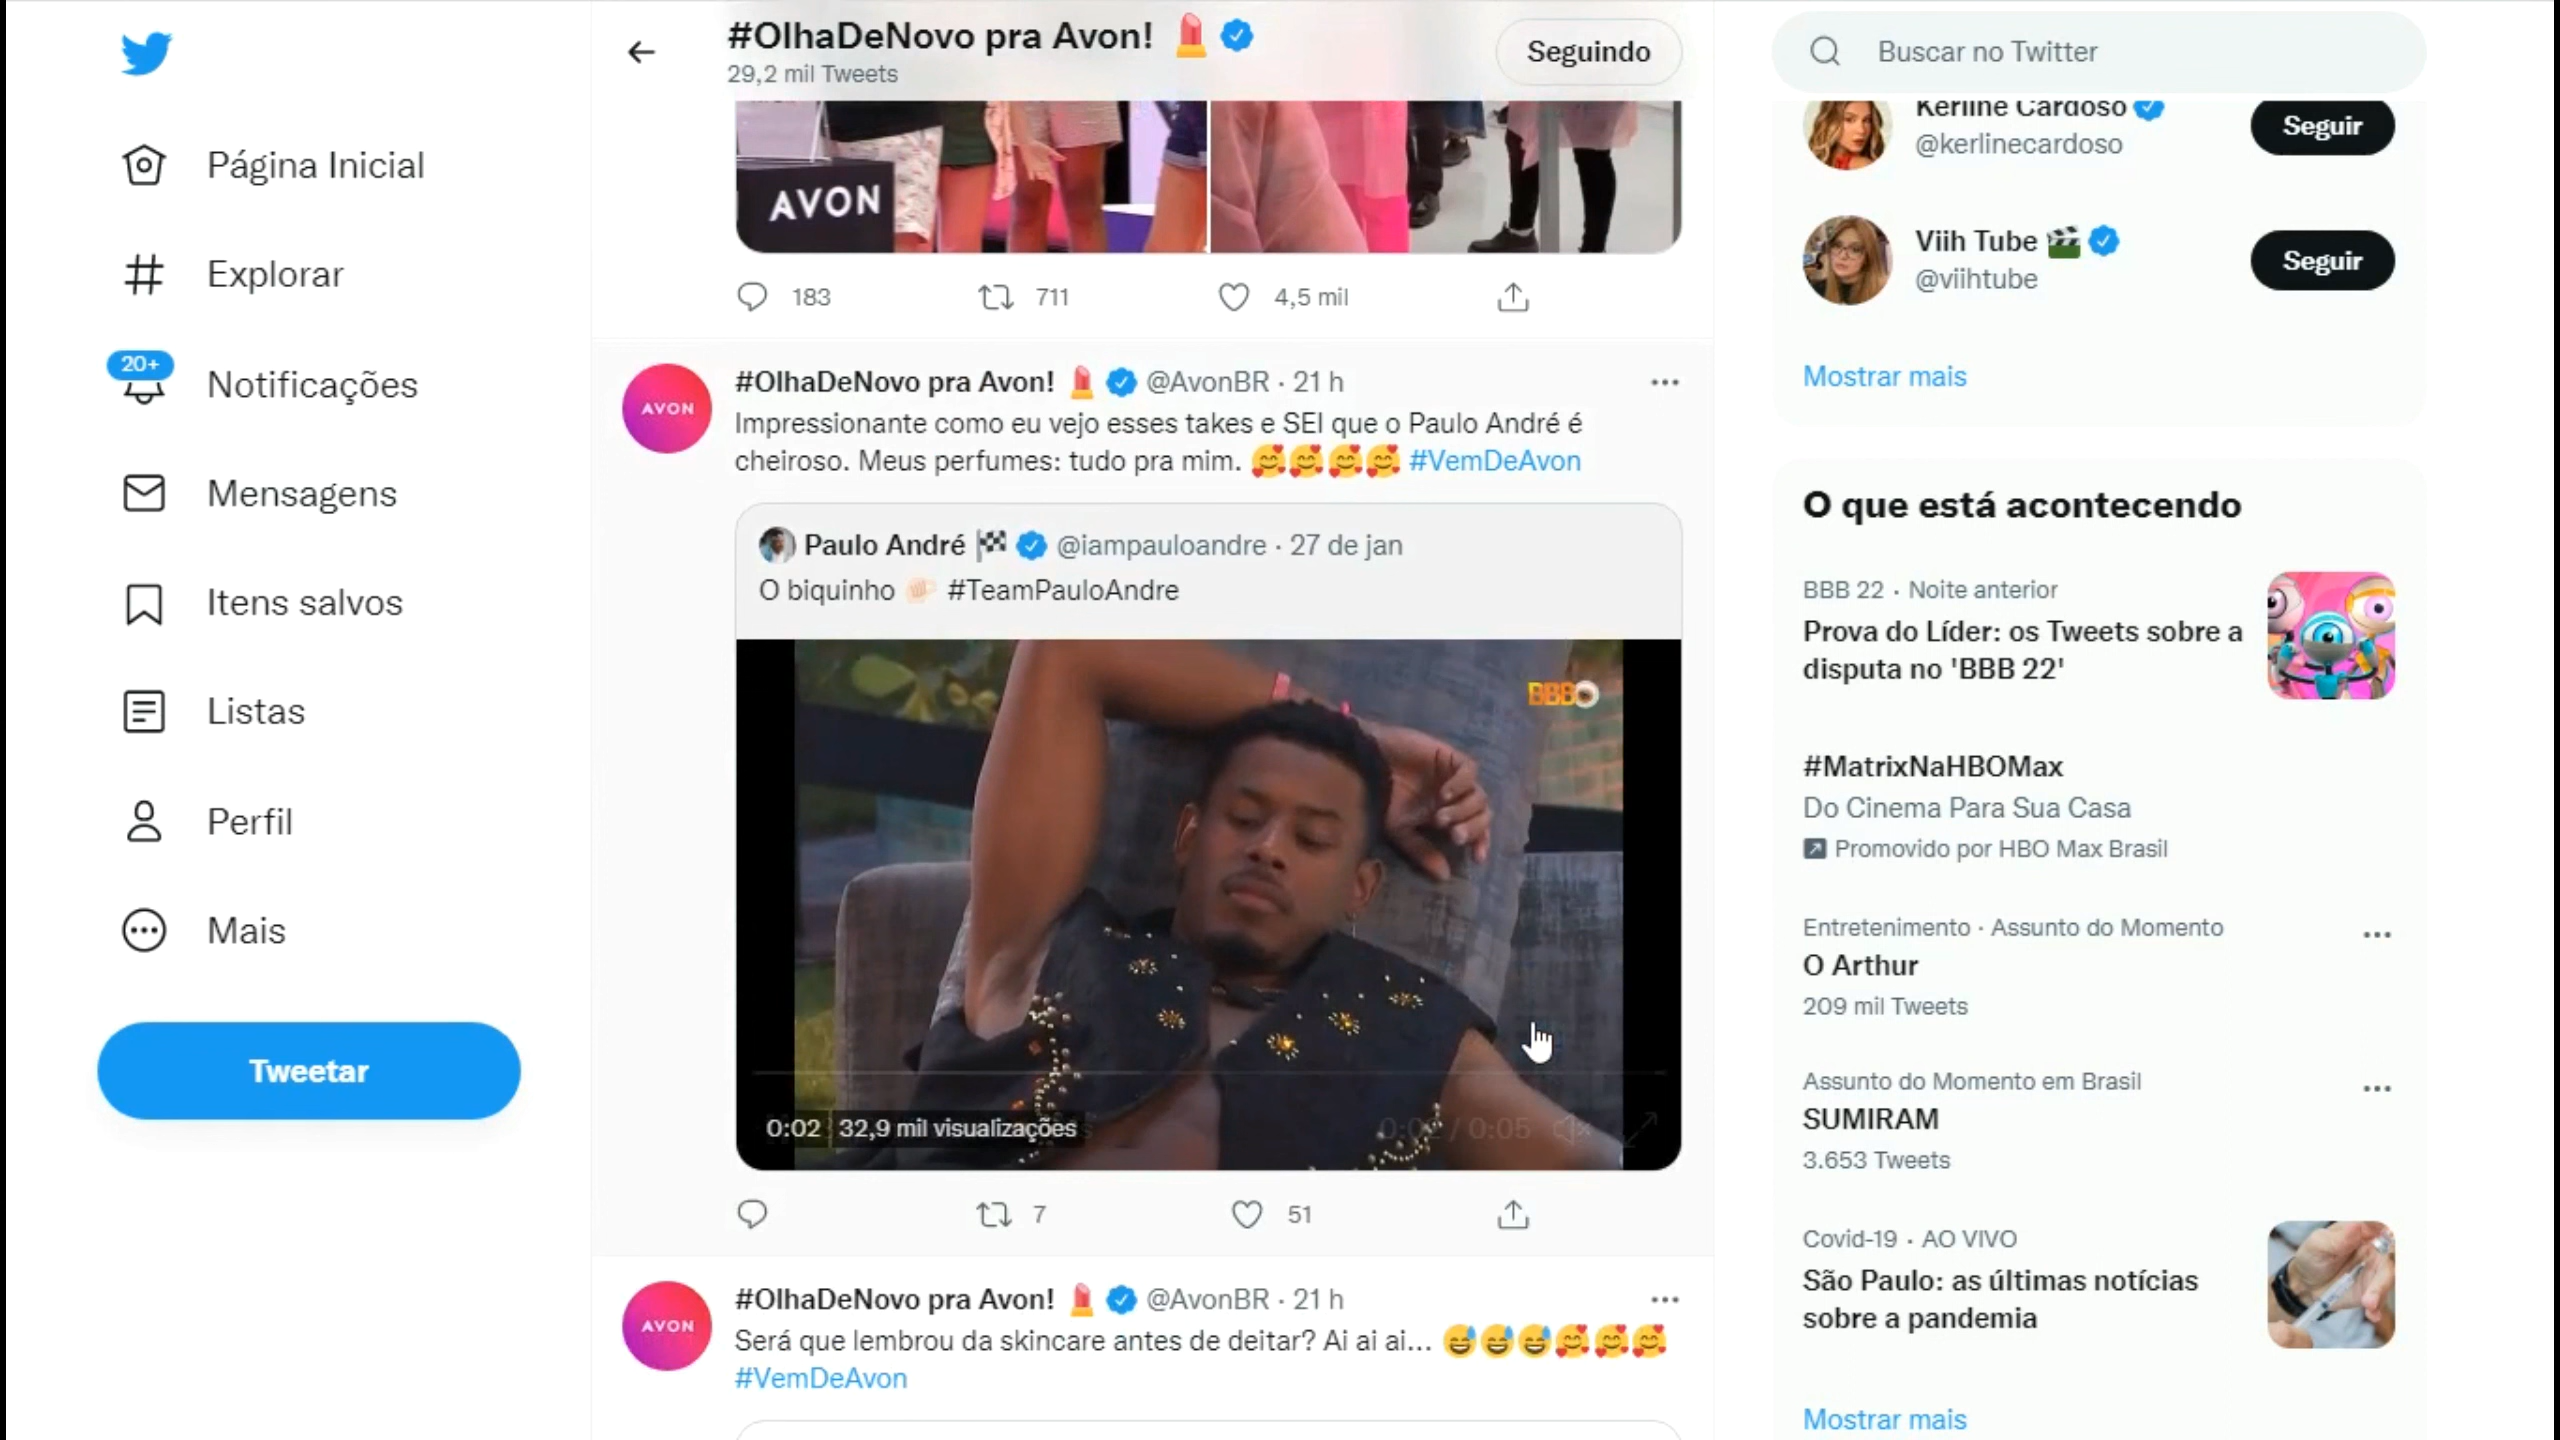 Página Inicial
Explorar
20+
Notificações
Mensagens
Itens salvos
Listas
Perfil
Mais
Tweetar
#OlhaDeNovo pra Avon!
29,2 mil Tweets
Seguindo
AVON
183 711 4,5 mil
AVON
#OlhaDeNovo pra Avon! @AvonBR · 21 h
Impressionante como eu vejo esses takes e SEI que o Paulo André é
cheiroso. Meus perfumes: tudo pra mim. #VemDeAvon
Paulo André @iampauloandre · 27 de jan
O biquinho #TeamPauloAndre
BBB
0:02 32,9 mil visualizações
0:02 / 0:05
7 51
AVON
#OlhaDeNovo pra Avon! @AvonBR · 21 h
Será que lembrou da skincare antes de deitar? Ai ai ai...
#VemDeAvon
Buscar no Twitter
Kerline Cardoso
@kerlinecardoso
Seguir
Viih Tube
@viihtube
Seguir
Mostrar mais
O que está acontecendo
BBB 22 · Noite anterior
Prova do Líder: os Tweets sobre a
disputa no 'BBB 22'
#MatrixNaHBOMax
Do Cinema Para Sua Casa
Promovido por HBO Max Brasil
Entretenimento · Assunto do Momento
O Arthur
209 mil Tweets
Assunto do Momento em Brasil
SUMIRAM
3.653 Tweets
Covid-19 · AO VIVO
São Paulo: as últimas notícias
sobre a pandemia
Mostrar mais